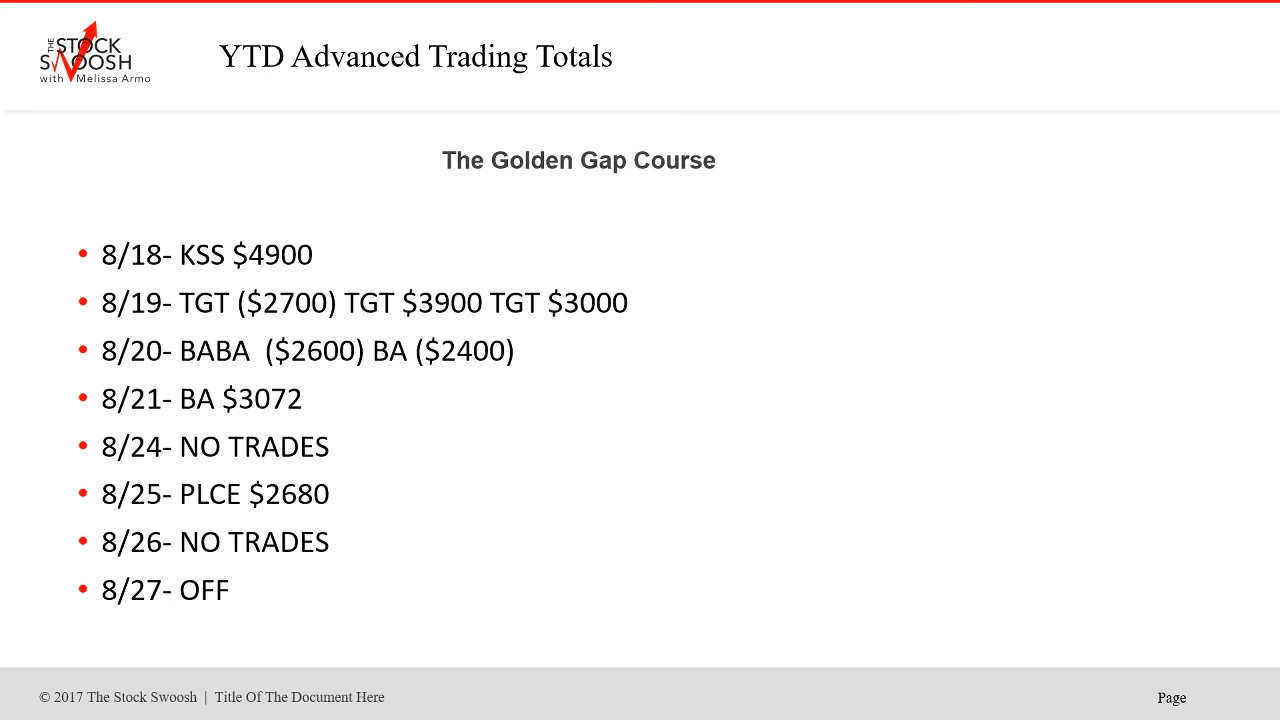 THE STOCK
SWOOSH
with Melissa Armo
YTD Advanced Trading Totals
The Golden Gap Course
• 8/18- KSS $4900
• 8/19- TGT ($2700) TGT $3900 TGT $3000
• 8/20- BABA  ($2600) BA ($2400)
• 8/21- BA $3072
• 8/24- NO TRADES
• 8/25- PLCE $2680
• 8/26- NO TRADES
• 8/27- OFF
© 2017 The Stock Swoosh | Title Of The Document Here
Page